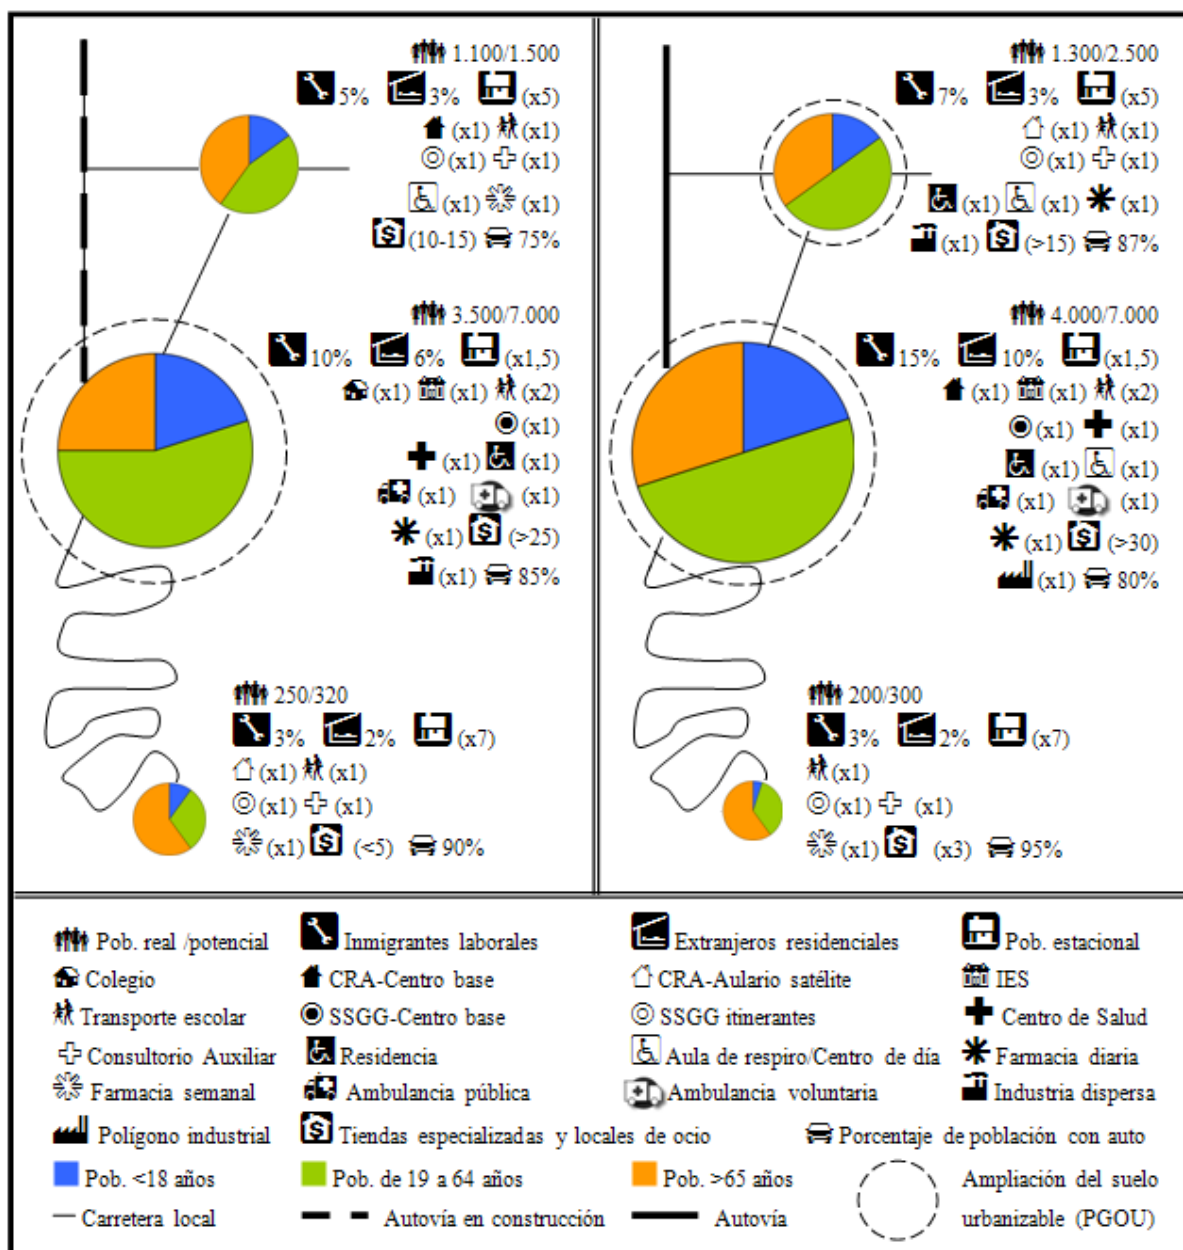 1.100/1.500
5% 3% (x5)
(x1) (x1)
(x1) (x1)
(x1) (x1)
(10-15) 75%
3.500/7.000
10% 6% (x1,5)
(x1) (x1) (x2)
(x1)
(x1) (x1)
(x1) (x1)
(x1) (>25)
(x1) 85%
250/320
3% 2% (x7)
(x1) (x1)
(x1) (x1)
(x1) (<5) 90%
1.300/2.500
7% 3% (x5)
(x1) (x1)
(x1) (x1)
(x1) (x1) (x1)
(x1) (>15) 87%
4.000/7.000
15% 10% (x1,5)
(x1) (x1) (x2)
(x1) (x1)
(x1) (x1)
(x1) (x1)
(x1) (>30)
(x1) 80%
200/300
3% 2% (x7)
(x1)
(x1) (x1)
(x1) (x3) 95%
Pob. real /potencial Inmigrantes laborales Extranjeros residenciales Pob. estacional
Colegio CRA-Centro base CRA-Aulario satélite IES
Transporte escolar SSGG-Centro base SSGG itinerantes Centro de Salud
Consultorio Auxiliar Residencia Aula de respiro/Centro de día Farmacia diaria
Farmacia semanal Ambulancia pública Ambulancia voluntaria Industria dispersa
Polígono industrial Tiendas especializadas y locales de ocio Porcentaje de población con auto
Pob. <18 años Pob. de 19 a 64 años Pob. >65 años Ampliación del suelo
Carretera local Autovía en construcción Autovía urbanizable (PGOU)